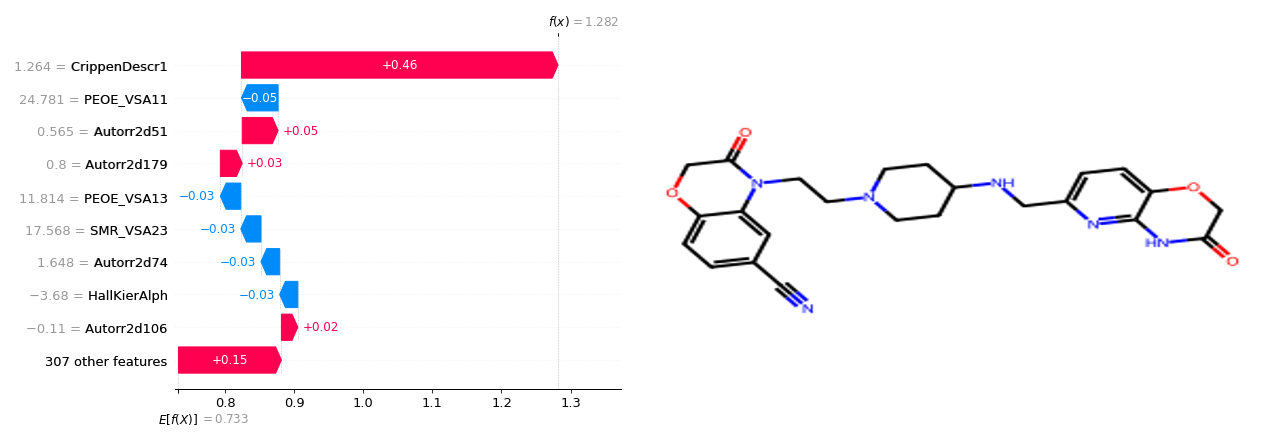 f(x) = 1.282
1.264 = CrippenDescr1 +0.46
24.781 = PEOE_VSA11 −0.05
0.565 = Autorr2d51 +0.05
0.8 = Autorr2d179 +0.03
11.814 = PEOE_VSA13 −0.03
17.568 = SMR_VSA23 −0.03
1.648 = Autorr2d74 −0.03
−3.68 = HallKierAlph −0.03
−0.11 = Autorr2d106 +0.02
307 other features +0.15
0.8 0.9 1.0 1.1 1.2 1.3
E[f(X)] = 0.733
O
O
N
N
N
NH
N
HN
O
O